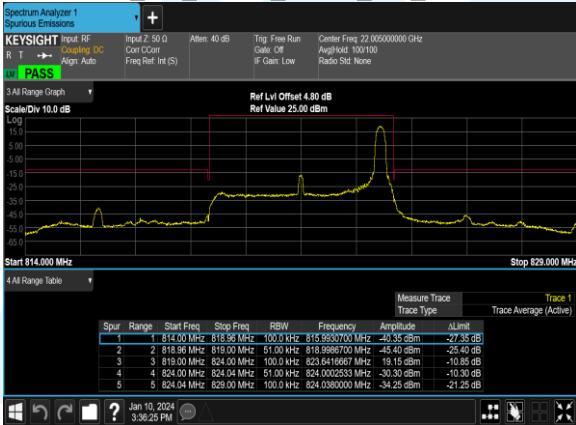 Spectrum Analyzer 1
Spurious Emissions
KEYSIGHT Input: RF Input Z: 50 Ω Atten: 40 dB Trig: Free Run Center Freq: 22.005000000 GHz
R T Coupling: DC Corr CCorr Gate: Off Avg|Hold: 100/100
Align: Auto Freq Ref: Int (S) IF Gain: Low Radio Std: None
PASS
3 All Range Graph
Scale/Div 10.0 dB Ref Lvl Offset 4.80 dB
Ref Value 25.00 dBm
Log
15.0
5.00
-5.00
-15.0
-25.0
-35.0
-45.0
-55.0
-65.0
Start 814.000 MHz Stop 829.000 MHz
4 All Range Table
Measure Trace Trace 1
Trace Type Trace Average (Active)
Spur Range Start Freq Stop Freq RBW Frequency Amplitude ΔLimit
1 1 814.00 MHz 818.96 MHz 100.0 kHz 815.9930700 MHz -40.35 dBm -27.35 dB
2 2 818.96 MHz 819.00 MHz 51.00 kHz 818.9986700 MHz -45.40 dBm -25.40 dB
3 3 819.00 MHz 824.00 MHz 100.0 kHz 823.6416667 MHz 19.15 dBm -10.85 dB
4 4 824.00 MHz 824.04 MHz 51.00 kHz 824.0002533 MHz -30.30 dBm -10.30 dB
5 5 824.04 MHz 829.00 MHz 100.0 kHz 824.0380000 MHz -34.25 dBm -21.25 dB
Jan 10, 2024
3:36:25 PM